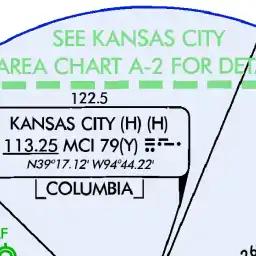 SEE KANSAS CITY
AREA CHART A-2 FOR
122.5
KANSAS CITY (H) (H)
113.25 MCI 79(Y)
N39°17.12' W94°44.22'
COLUMBIA